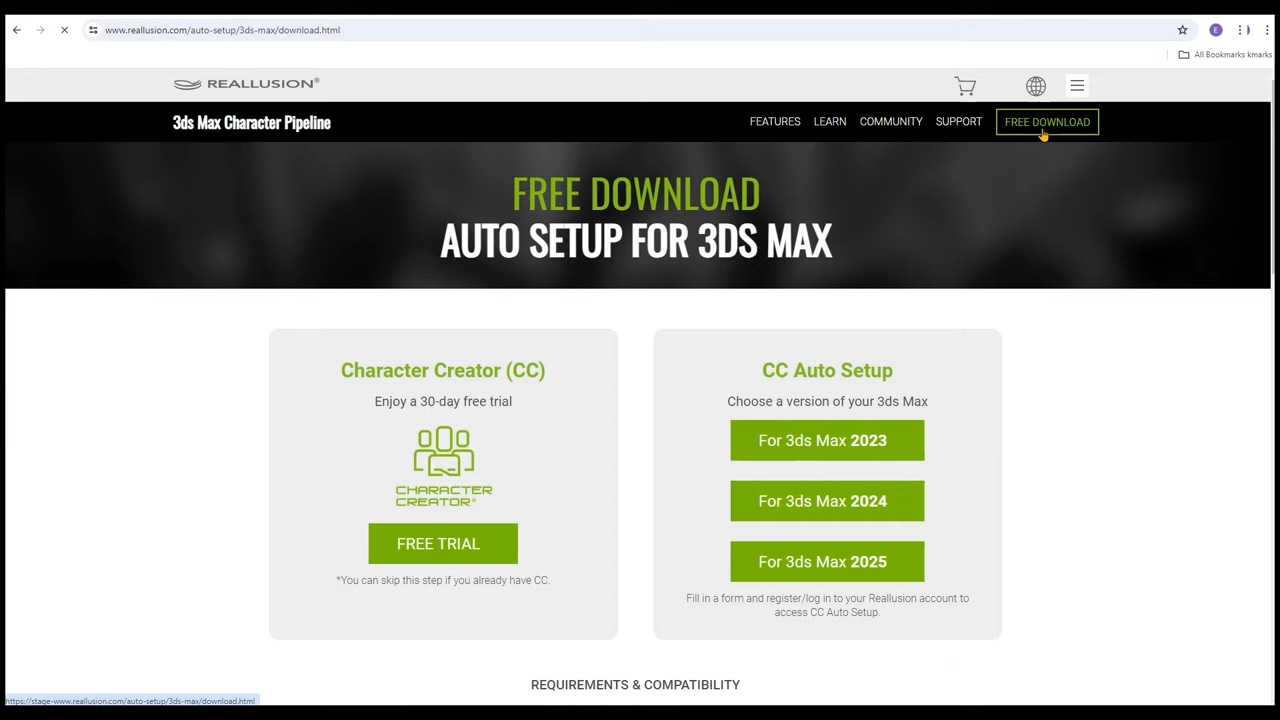 www.reallusion.com/auto-setup/3ds-max/download.html
E
All Bookmarks kmarks
REALLUSION®
3ds Max Character Pipeline
FEATURES
LEARN
COMMUNITY
SUPPORT
FREE DOWNLOAD
FREE DOWNLOAD
AUTO SETUP FOR 3DS MAX
Character Creator (CC)
Enjoy a 30-day free trial
CHARACTER
CREATOR®
FREE TRIAL
*You can skip this step if you already have CC.
CC Auto Setup
Choose a version of your 3ds Max
For 3ds Max 2023
For 3ds Max 2024
For 3ds Max 2025
Fill in a form and register/log in to your Reallusion account to
access CC Auto Setup.
REQUIREMENTS & COMPATIBILITY
https://stage-www.reallusion.com/auto-setup/3ds-max/download.html